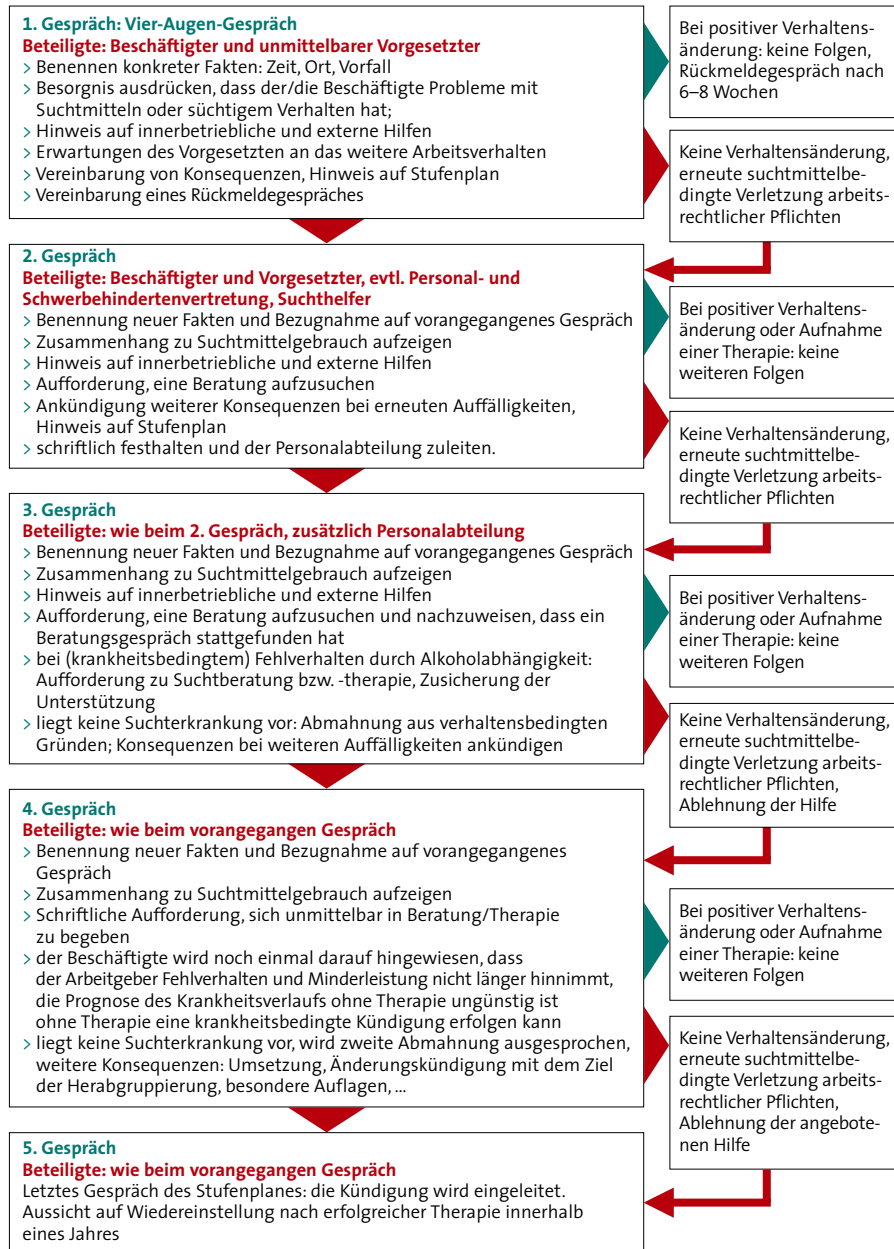 1. Gespräch: Vier-Augen-Gespräch
Beteiligte: Beschäftigter und unmittelbarer Vorgesetzter
> Benennen konkreter Fakten: Zeit, Ort, Vorfall
> Besorgnis ausdrücken, dass der/die Beschäftigte Probleme mit
Suchtmitteln oder süchtigem Verhalten hat;
> Hinweis auf innerbetriebliche und externe Hilfen
> Erwartungen des Vorgesetzten an das weitere Arbeitsverhalten
> Vereinbarung von Konsequenzen, Hinweis auf Stufenplan
> Vereinbarung eines Rückmeldegespräches
Bei positiver Verhaltens-
änderung: keine Folgen,
Rückmeldegespräch nach
6–8 Wochen
Keine Verhaltensänderung,
erneute suchtmittelbe-
dingte Verletzung arbeits-
rechtlicher Pflichten
2. Gespräch
Beteiligte: Beschäftigter und Vorgesetzter, evtl. Personal- und
Schwerbehindertenvertretung, Suchthelfer
> Benennung neuer Fakten und Bezugnahme auf vorangegangenes Gespräch
> Zusammenhang zu Suchtmittelgebrauch aufzeigen
> Hinweis auf innerbetriebliche und externe Hilfen
> Aufforderung, eine Beratung aufzusuchen
> Ankündigung weiterer Konsequenzen bei erneuten Auffälligkeiten,
Hinweis auf Stufenplan
> schriftlich festhalten und der Personalabteilung zuleiten.
Bei positiver Verhaltens-
änderung oder Aufnahme
einer Therapie: keine
weiteren Folgen
Keine Verhaltensänderung,
erneute suchtmittelbe-
dingte Verletzung arbeits-
rechtlicher Pflichten
3. Gespräch
Beteiligte: wie beim 2. Gespräch, zusätzlich Personalabteilung
> Benennung neuer Fakten und Bezugnahme auf vorangegangenes Gespräch
> Zusammenhang zu Suchtmittelgebrauch aufzeigen
> Hinweis auf innerbetriebliche und externe Hilfen
> Aufforderung, eine Beratung aufzusuchen und nachzuweisen, dass ein
Beratungsgespräch stattgefunden hat
> bei (krankheitsbedingtem) Fehlverhalten durch Alkoholabhängigkeit:
Aufforderung zu Suchtberatung bzw. -therapie, Zusicherung der
Unterstützung
> liegt keine Suchterkrankung vor: Abmahnung aus verhaltensbedingten
Gründen; Konsequenzen bei weiteren Auffälligkeiten ankündigen
Bei positiver Verhaltens-
änderung oder Aufnahme
einer Therapie: keine
weiteren Folgen
Keine Verhaltensänderung,
erneute suchtmittelbe-
dingte Verletzung arbeits-
rechtlicher Pflichten,
Ablehnung der Hilfe
4. Gespräch
Beteiligte: wie beim vorangegangen Gespräch
> Benennung neuer Fakten und Bezugnahme auf vorangegangenes
Gespräch
> Zusammenhang zu Suchtmittelgebrauch aufzeigen
> Schriftliche Aufforderung, sich unmittelbar in Beratung/Therapie
zu begeben
> der Beschäftigte wird noch einmal darauf hingewiesen, dass
der Arbeitgeber Fehlverhalten und Minderleistung nicht länger hinnimmt,
die Prognose des Krankheitsverlaufs ohne Therapie ungünstig ist
ohne Therapie eine krankheitsbedingte Kündigung erfolgen kann
> liegt keine Suchterkrankung vor, wird zweite Abmahnung ausgesprochen,
weitere Konsequenzen: Umsetzung, Änderungskündigung mit dem Ziel
der Herabgruppierung, besondere Auflagen, ...
Bei positiver Verhaltens-
änderung oder Aufnahme
einer Therapie: keine
weiteren Folgen
Keine Verhaltensänderung,
erneute suchtmittelbe-
dingte Verletzung arbeits-
rechtlicher Pflichten,
Ablehnung der angebote-
nen Hilfe
5. Gespräch
Beteiligte: wie beim vorangegangen Gespräch
Letztes Gespräch des Stufenplanes: die Kündigung wird eingeleitet.
Aussicht auf Wiedereinstellung nach erfolgreicher Therapie innerhalb
eines Jahres